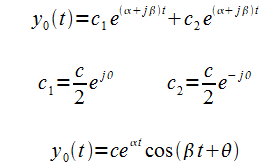 y₀(t)=c₁e^(α+jβ)t+c₂e^(α+jβ)t
c₁=c/2 e^j0 c₂=c/2 e^−j0
y₀(t)=ce^αt cos(βt+θ)